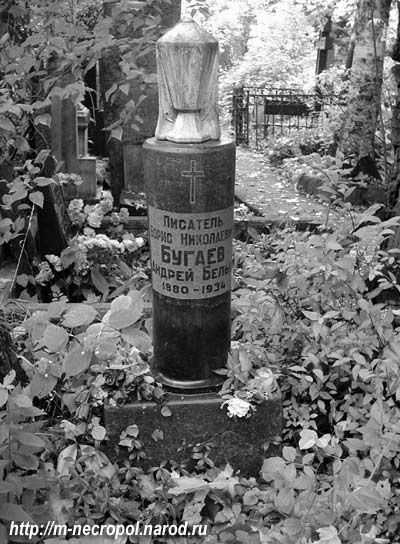 Писатель
Борис Николаевич
Бугаев
Андрей Белый
1880-1934
http://m-necropol.narod.ru